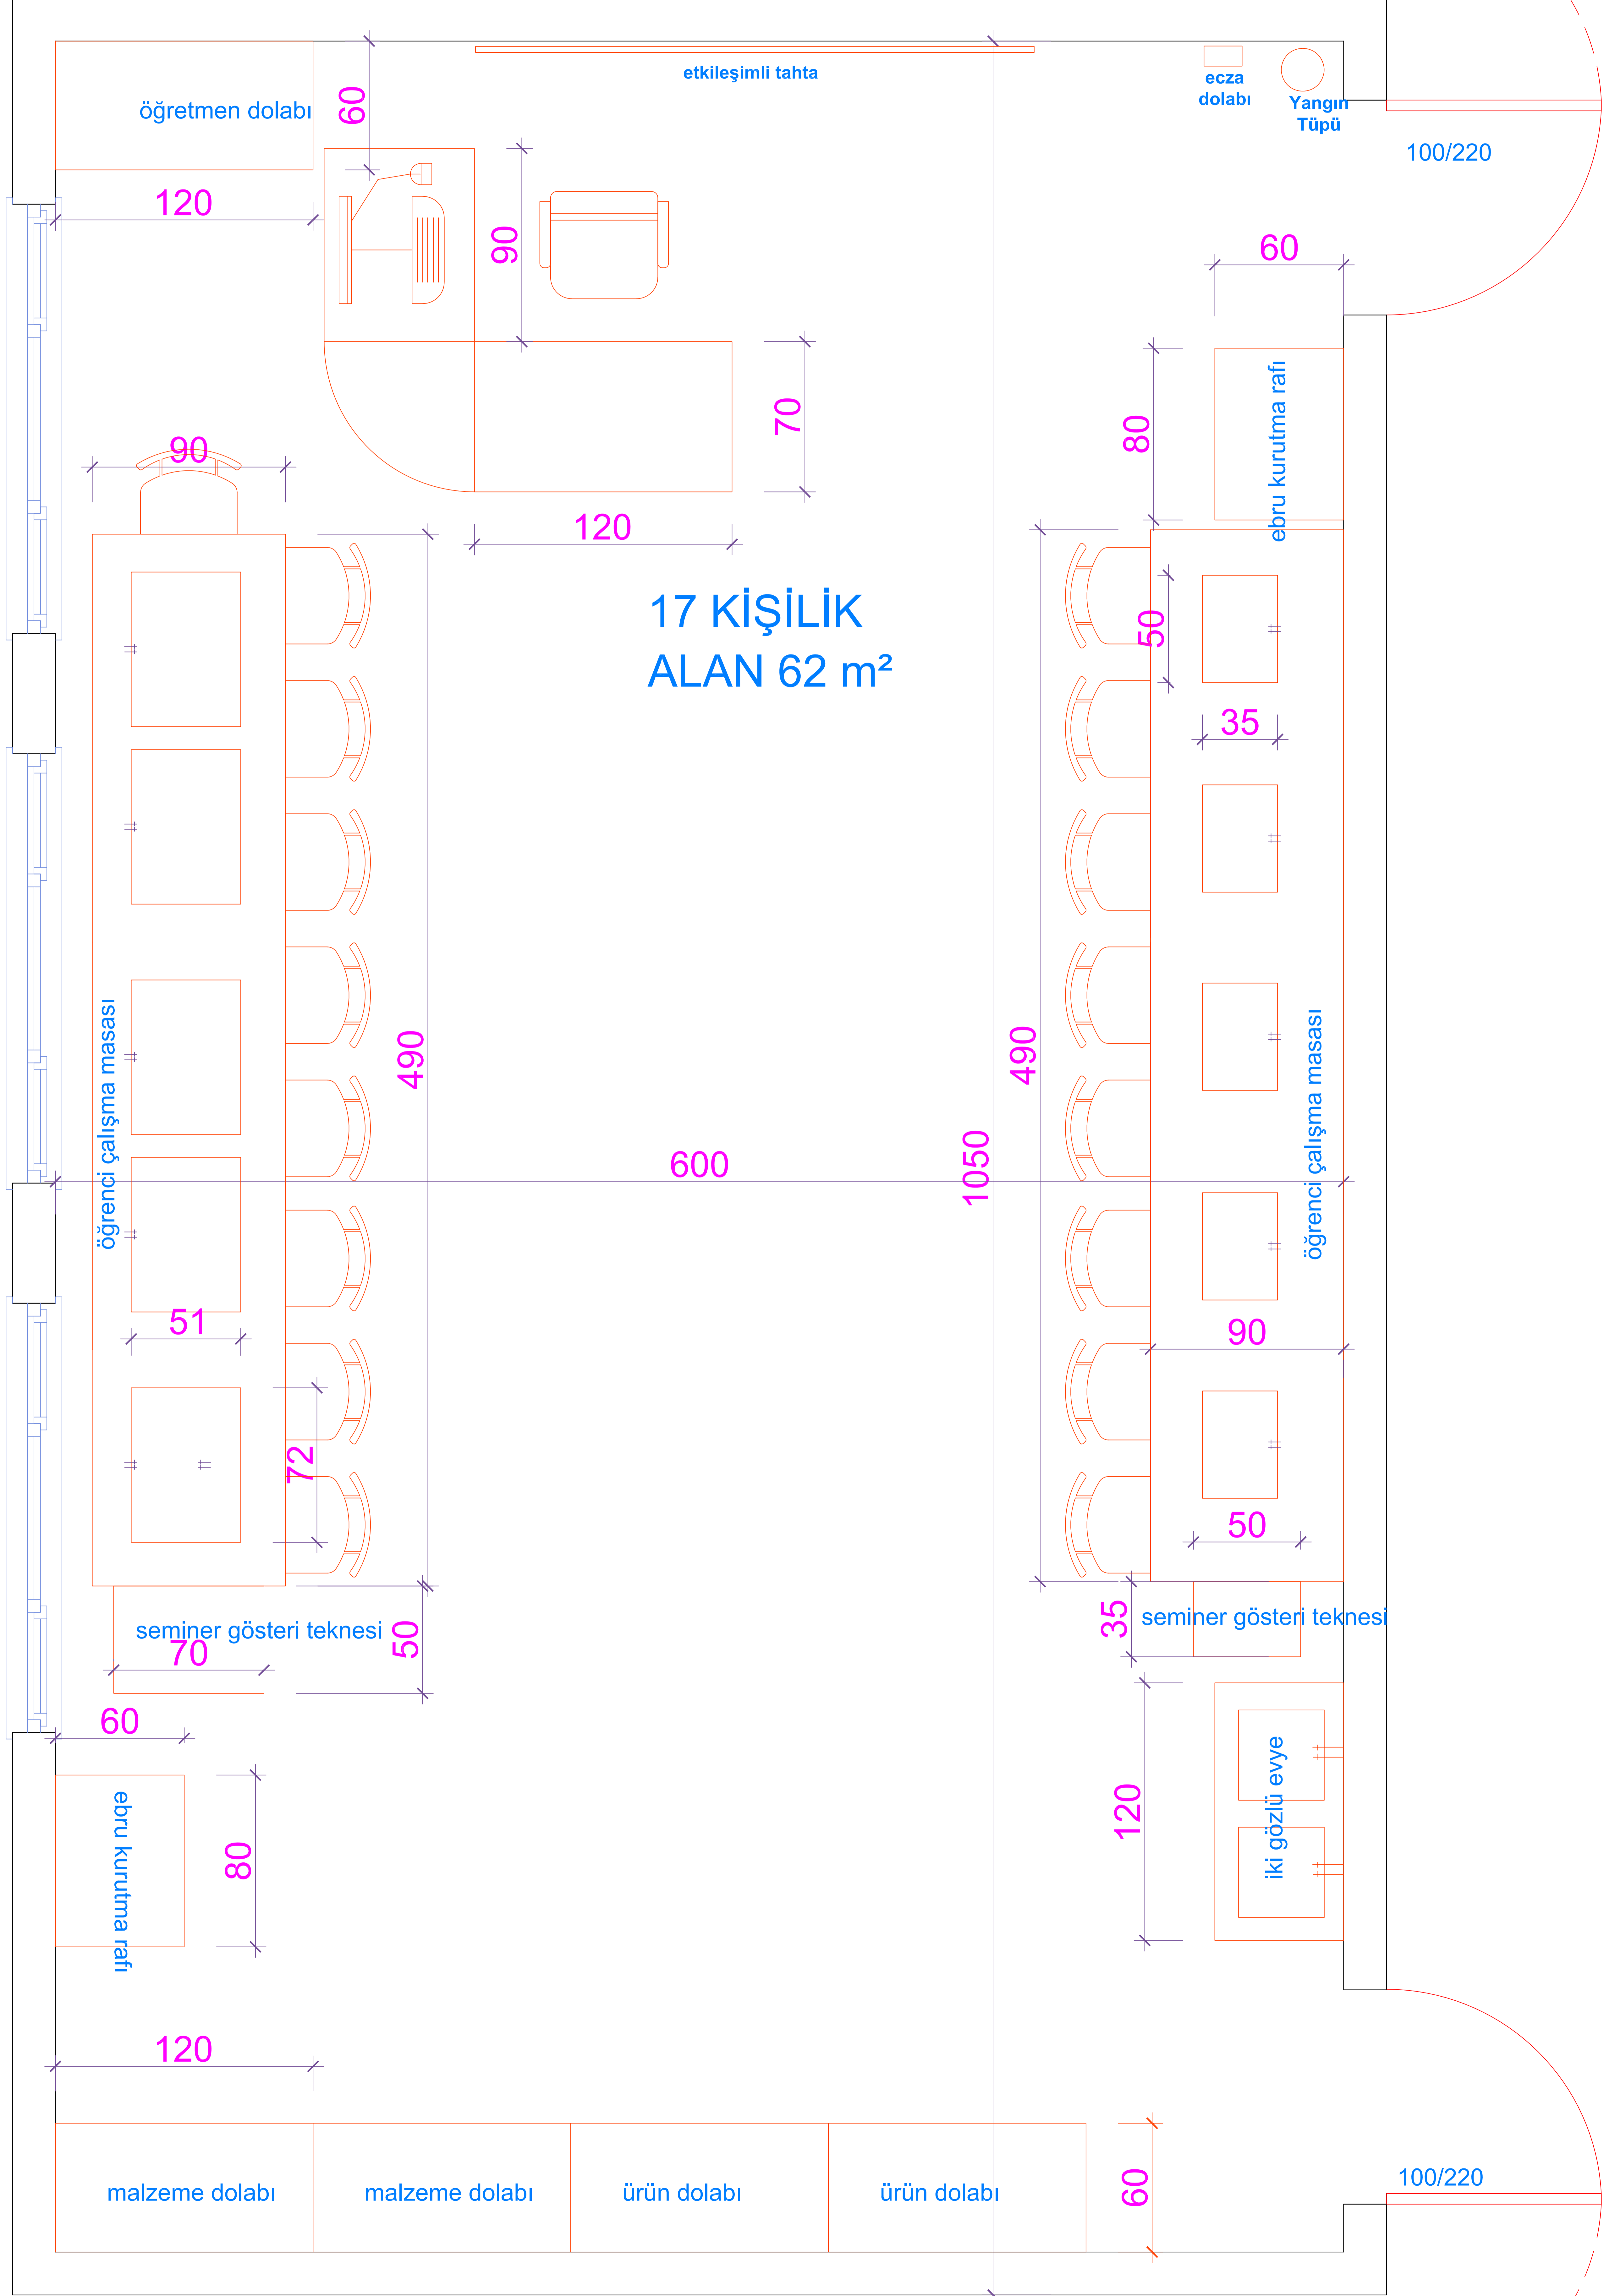 etkileşimli tahta
ecza
dolabı
Yangın
Tüpü
öğretmen dolabı
60
100/220
120
90
60
70
80
ebru kurutma rafı
90
120
17 KİŞİLİK
ALAN 62 m²
50
35
öğrenci çalışma masası
490
490
1050
600
öğrenci çalışma masası
51
90
72
50
seminer gösteri teknesi
70
50
35
seminer gösteri teknesi
60
ebru kurutma rafı
80
120
iki gözlü evye
120
malzeme dolabı
malzeme dolabı
ürün dolabı
ürün dolabı
60
100/220